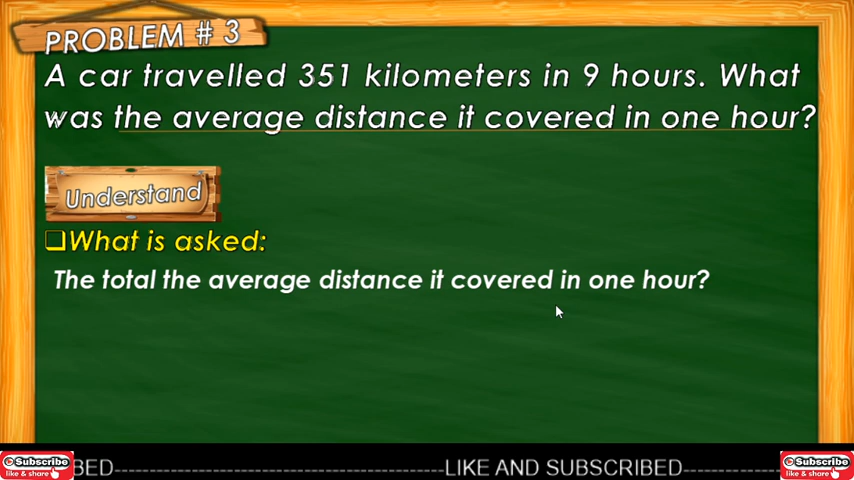 PROBLEM # 3
A car travelled 351 kilometers in 9 hours. What
was the average distance it covered in one hour?
Understand
❑What is asked:
The total the average distance it covered in one hour?
Subscribe
like & share
BED-----------------------------------------LIKE AND SUBSCRIBED------------
Subscribe
like & share